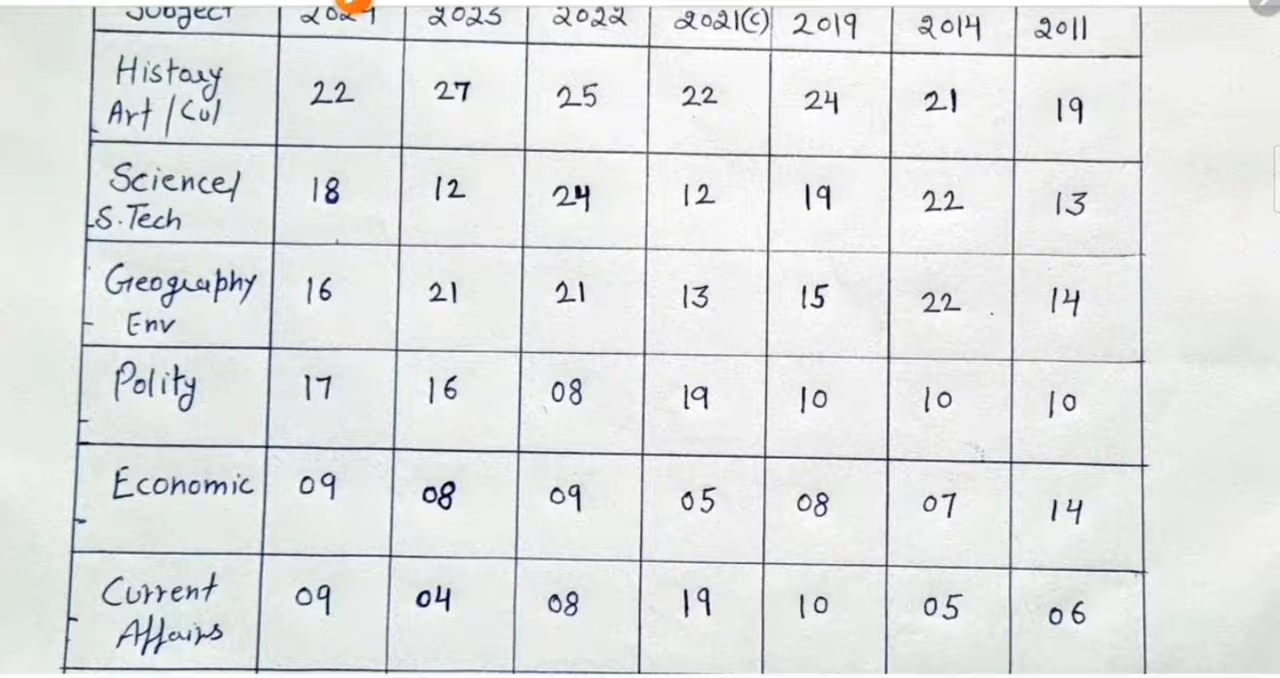 Subject 2024 2023 2022 2021(C) 2019 2014 2011
History
Art / Cul 22 27 25 22 24 21 19
Science/
S.Tech 18 12 24 12 19 22 13
Geography
Env 16 21 21 13 15 22 14
Polity 17 16 08 19 10 10 10
Economic 09 08 09 05 08 07 14
Current
Affairs 09 04 08 19 10 05 06